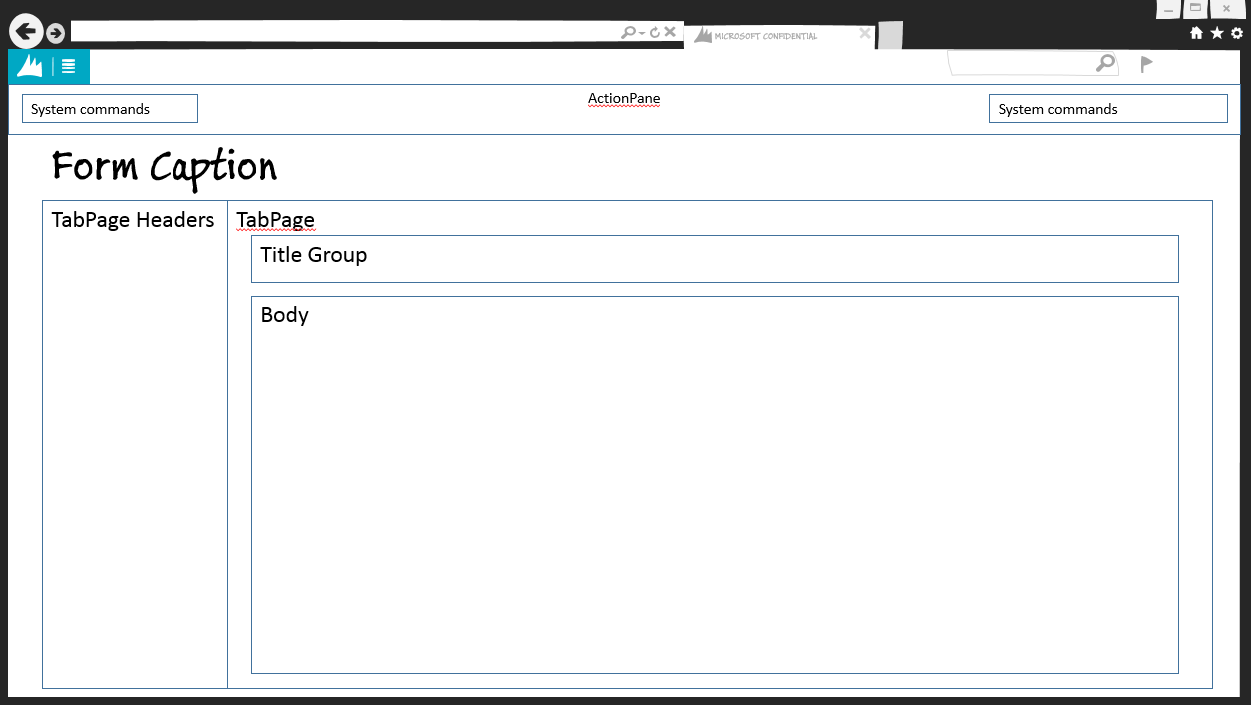 MICROSOFT CONFIDENTIAL
System commands
ActionPane
System commands
Form Caption
TabPage Headers
TabPage
Title Group
Body